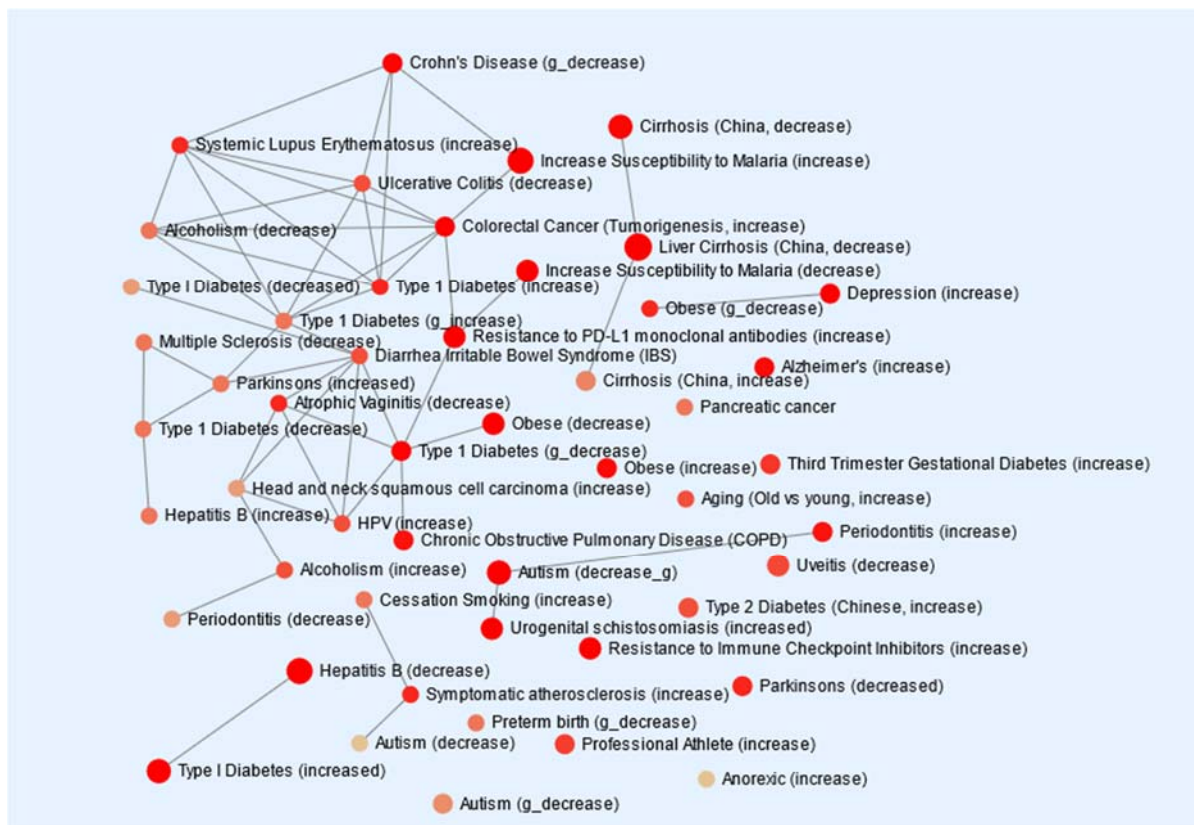 Crohn's Disease (g_decrease)
Cirrhosis (China, decrease)
Systemic Lupus Erythematosus (increase)
Increase Susceptibility to Malaria (increase)
Ulcerative Colitis (decrease)
Alcoholism (decrease)
Colorectal Cancer (Tumorigenesis, increase)
Liver Cirrhosis (China, decrease)
Increase Susceptibility to Malaria (decrease)
Type I Diabetes (decreased)
Type 1 Diabetes (increase)
Depression (increase)
Obese (g_decrease)
Type 1 Diabetes (g_increase)
Resistance to PD-L1 monoclonal antibodies (increase)
Multiple Sclerosis (decrease)
Diarrhea Irritable Bowel Syndrome (IBS)
Alzheimer's (increase)
Parkinsons (increased)
Cirrhosis (China, increase)
Atrophic Vaginitis (decrease)
Pancreatic cancer
Obese (decrease)
Type 1 Diabetes (decrease)
Type 1 Diabetes (g_decrease)
Obese (increase)
Third Trimester Gestational Diabetes (increase)
Head and neck squamous cell carcinoma (increase)
Aging (Old vs young, increase)
Hepatitis B (increase)
HPV (increase)
Periodontitis (increase)
Chronic Obstructive Pulmonary Disease (COPD)
Uveitis (decrease)
Alcoholism (increase)
Autism (decrease_g)
Cessation Smoking (increase)
Type 2 Diabetes (Chinese, increase)
Periodontitis (decrease)
Urogenital schistosomiasis (increased)
Resistance to Immune Checkpoint Inhibitors (increase)
Hepatitis B (decrease)
Parkinsons (decreased)
Symptomatic atherosclerosis (increase)
Preterm birth (g_decrease)
Autism (decrease)
Professional Athlete (increase)
Type I Diabetes (increased)
Anorexic (increase)
Autism (g_decrease)